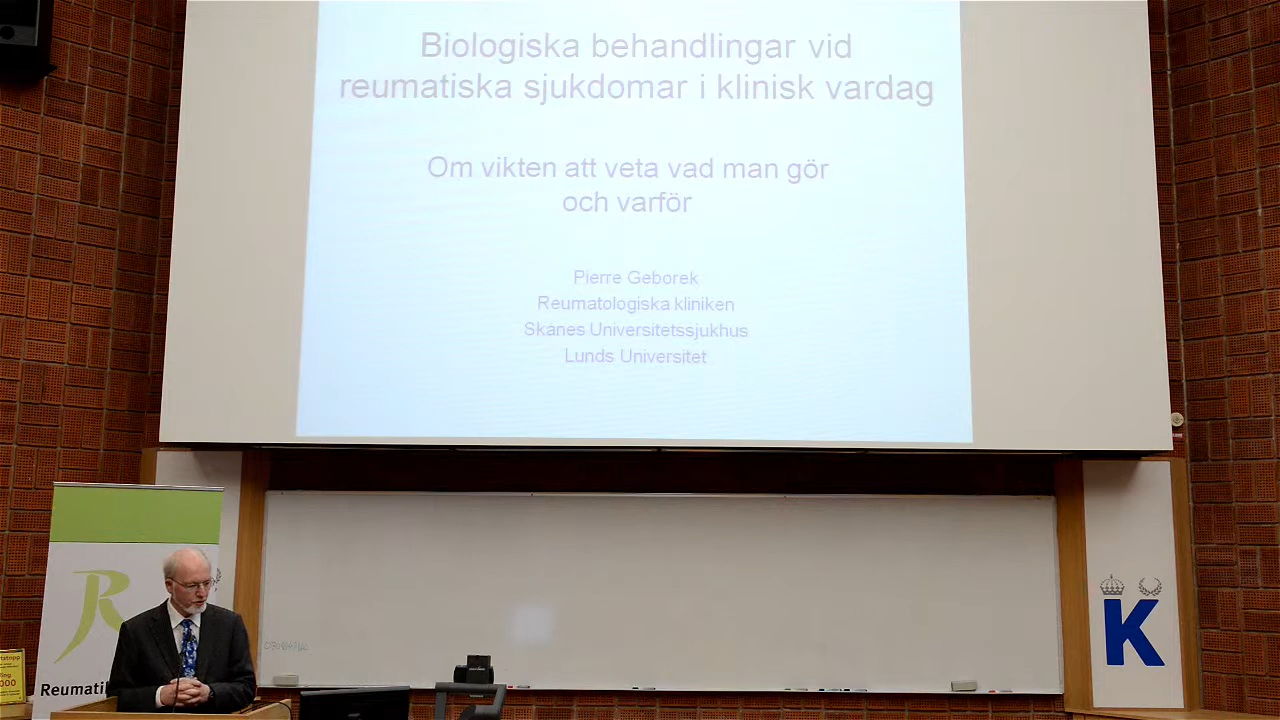 Biologiska behandlingar vid
reumatiska sjukdomar i klinisk vardag
Om vikten att veta vad man gör
och varför
Pierre Geborek
Reumatologiska kliniken
Skånes Universitetssjukhus
Lunds Universitet
R
Reumati
K